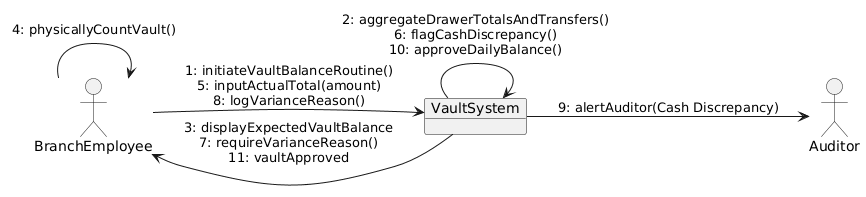 4: physicallyCountVault()
2: aggregateDrawerTotalsAndTransfers()
6: flagCashDiscrepancy()
10: approveDailyBalance()
1: initiateVaultBalanceRoutine()
5: inputActualTotal(amount)
8: logVarianceReason()
VaultSystem
9: alertAuditor(Cash Discrepancy)
3: displayExpectedVaultBalance
7: requireVarianceReason()
11: vaultApproved
BranchEmployee
Auditor